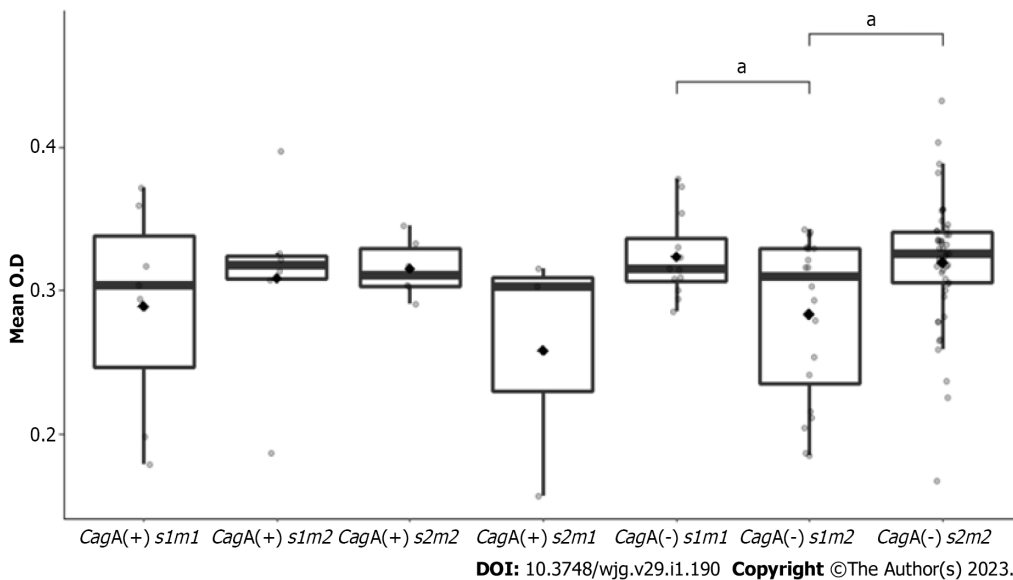 a
a
0.4
0.3
0.2
Mean O.D
CagA(+) s1m1 CagA(+) s1m2 CagA(+) s2m2 CagA(+) s2m1 CagA(-) s1m1 CagA(-) s1m2 CagA(-) s2m2
DOI: 10.3748/wjg.v29.i1.190 Copyright ©The Author(s) 2023.